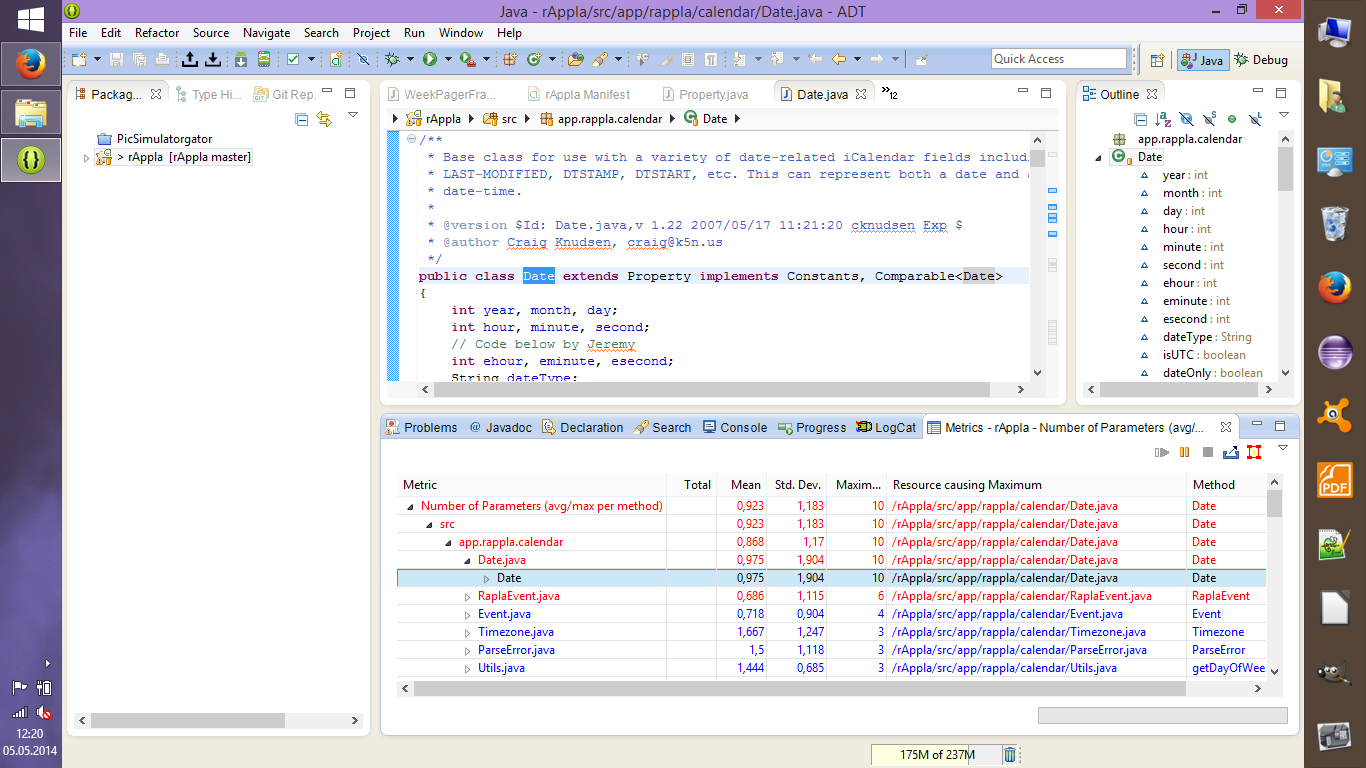 Java - rAppla/src/app/rappla/calendar/Date.java - ADT
File Edit Refactor Source Navigate Search Project Run Window Help
Quick Access
Java
Debug
Packag...
Type Hi...
Git Rep.
PicSimulatorgator
> rAppla [rAppla master]
WeekPagerFra...
rAppla Manifest
Property.java
Date.java
»12
rAppla
src
app.rappla.calendar
Date
/**
* Base class for use with a variety of date-related iCalendar fields includi
* LAST-MODIFIED, DTSTAMP, DTSTART, etc. This can represent both a date and a
* date-time.
*
* @version $Id: Date.java,v 1.22 2007/05/17 11:21:20 cknudsen Exp $
* @author Craig Knudsen, craig@k5n.us
*/
public class Date extends Property implements Constants, Comparable<Date>
{
int year, month, day;
int hour, minute, second;
// Code below by Jeremy
int ehour, eminute, esecond;
String dateType;
Outline
app.rappla.calendar
Date
year : int
month : int
day : int
hour : int
minute : int
second : int
ehour : int
eminute : int
esecond : int
dateType : String
isUTC : boolean
dateOnly : boolean
Problems
@ Javadoc
Declaration
Search
Console
Progress
LogCat
Metrics - rAppla - Number of Parameters (avg/...
Metric Total Mean Std. Dev. Maxim... Resource causing Maximum Method
Number of Parameters (avg/max per method) 0,923 1,183 10 /rAppla/src/app/rappla/calendar/Date.java Date
src 0,923 1,183 10 /rAppla/src/app/rappla/calendar/Date.java Date
app.rappla.calendar 0,868 1,17 10 /rAppla/src/app/rappla/calendar/Date.java Date
Date.java 0,975 1,904 10 /rAppla/src/app/rappla/calendar/Date.java Date
Date 0,975 1,904 10 /rAppla/src/app/rappla/calendar/Date.java Date
RaplaEvent.java 0,686 1,115 6 /rAppla/src/app/rappla/calendar/RaplaEvent.java RaplaEvent
Event.java 0,718 0,904 4 /rAppla/src/app/rappla/calendar/Event.java Event
Timezone.java 1,667 1,247 3 /rAppla/src/app/rappla/calendar/Timezone.java Timezone
ParseError.java 1,5 1,118 3 /rAppla/src/app/rappla/calendar/ParseError.java ParseError
Utils.java 1,444 0,685 3 /rAppla/src/app/rappla/calendar/Utils.java getDayOfWee
175M of 237M
12:20
05.05.2014
PDF